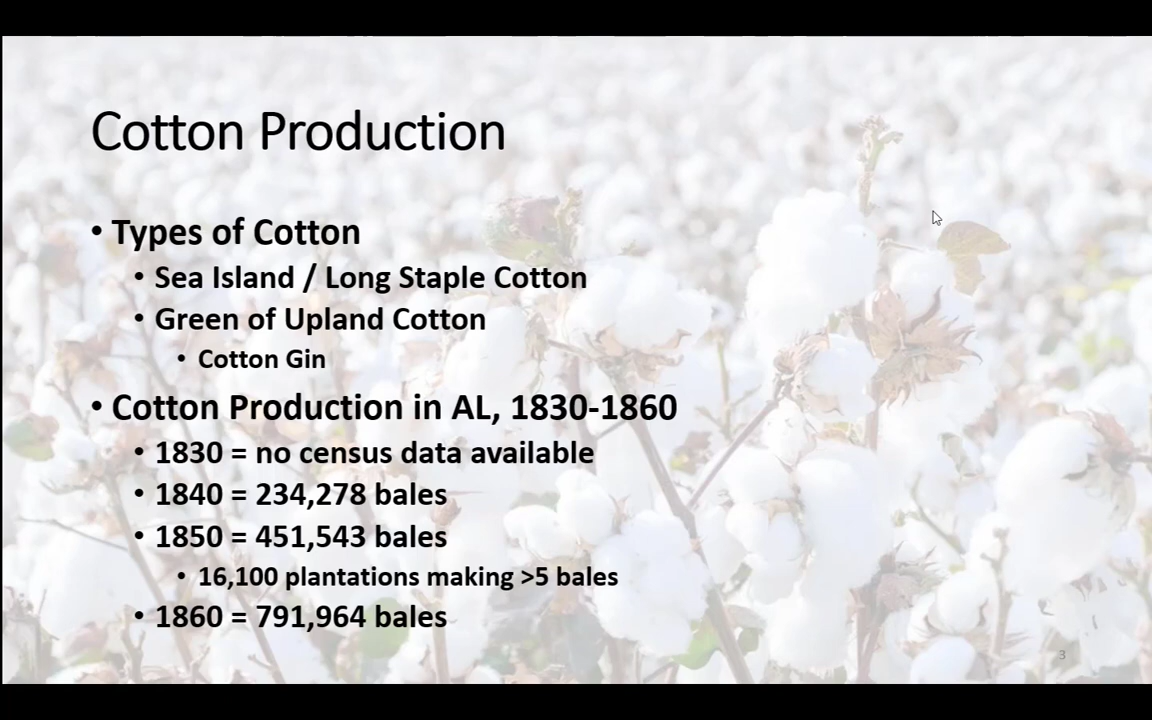 Cotton Production
• Types of Cotton
• Sea Island / Long Staple Cotton
• Green of Upland Cotton
• Cotton Gin
• Cotton Production in AL, 1830-1860
• 1830 = no census data available
• 1840 = 234,278 bales
• 1850 = 451,543 bales
• 16,100 plantations making >5 bales
• 1860 = 791,964 bales
3